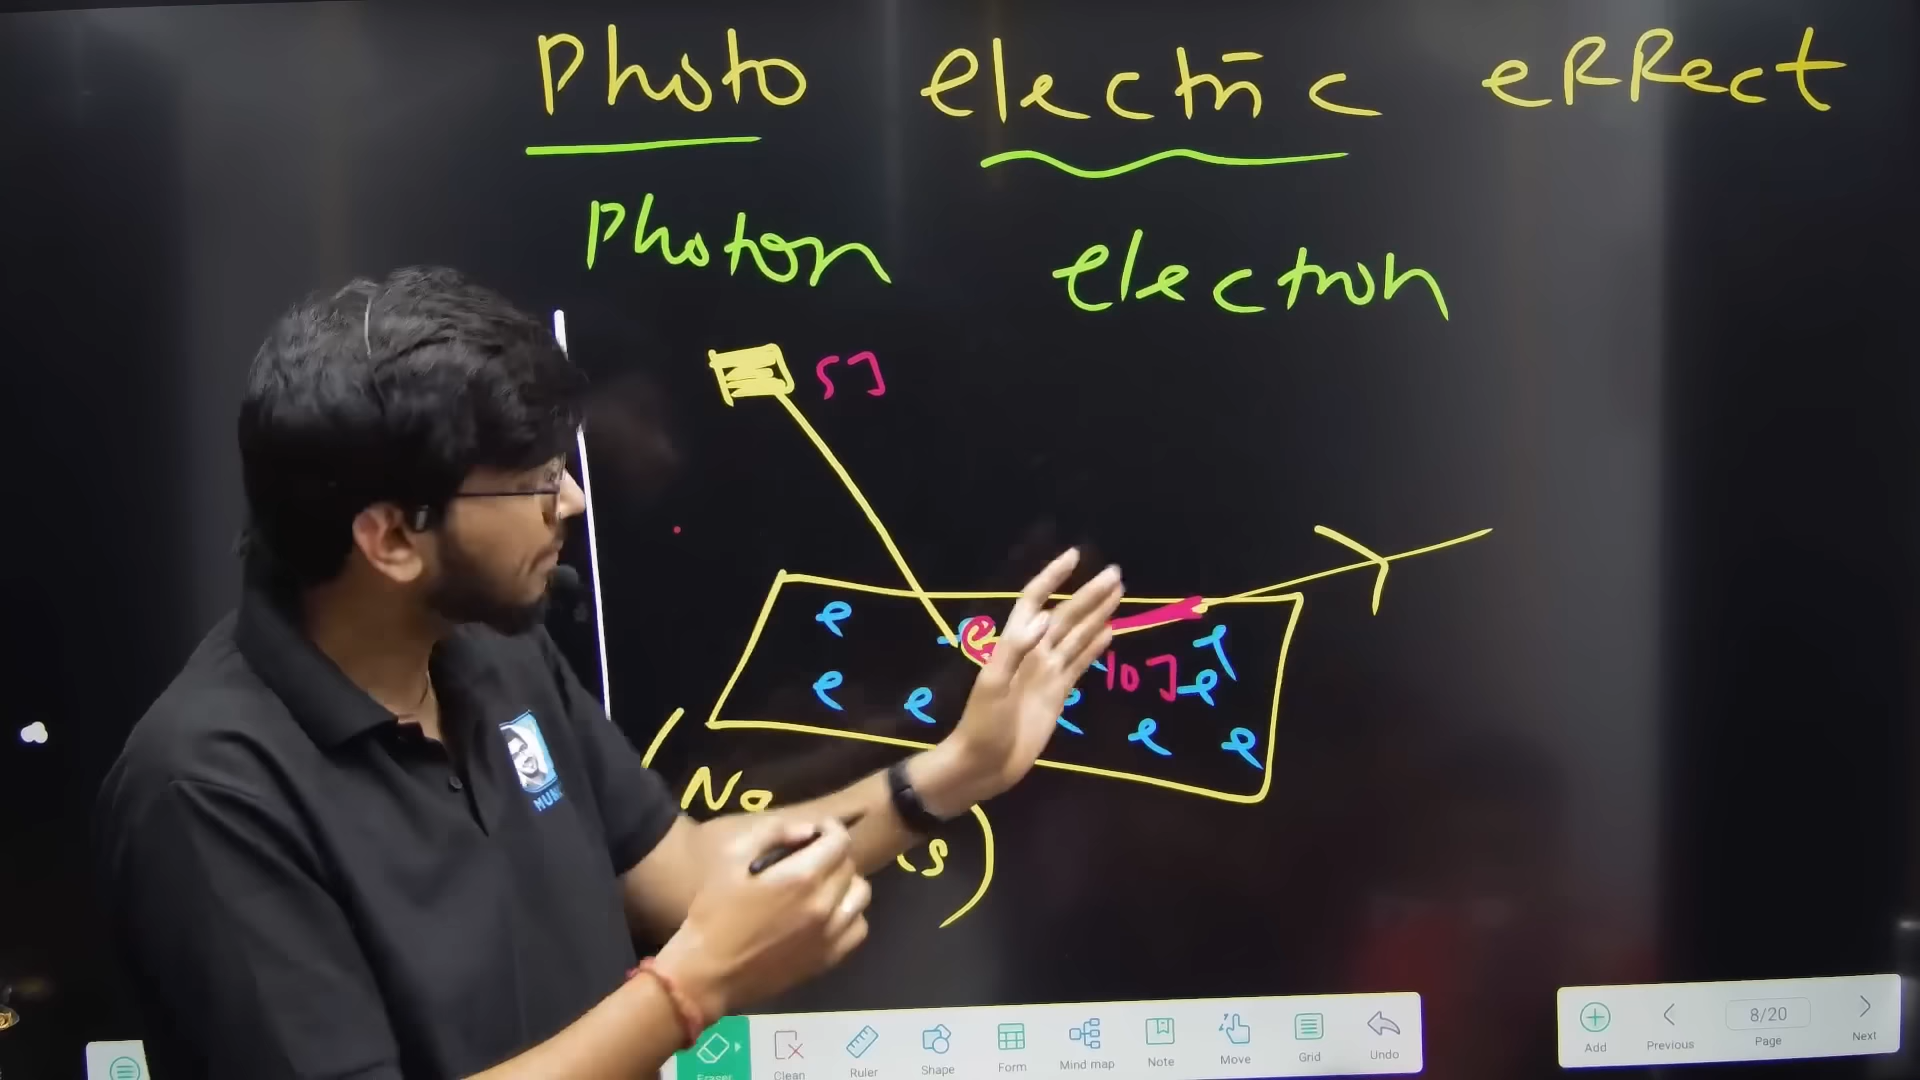 Photo electric eRRect
Photon electron
5J
e
e
e
e
10J
e
e
e
e
e
Na
(s)
Eraser
Clean
Ruler
Shape
Form
Mind map
Note
Move
Grid
Undo
Add
Previous
8/20
Page
Next